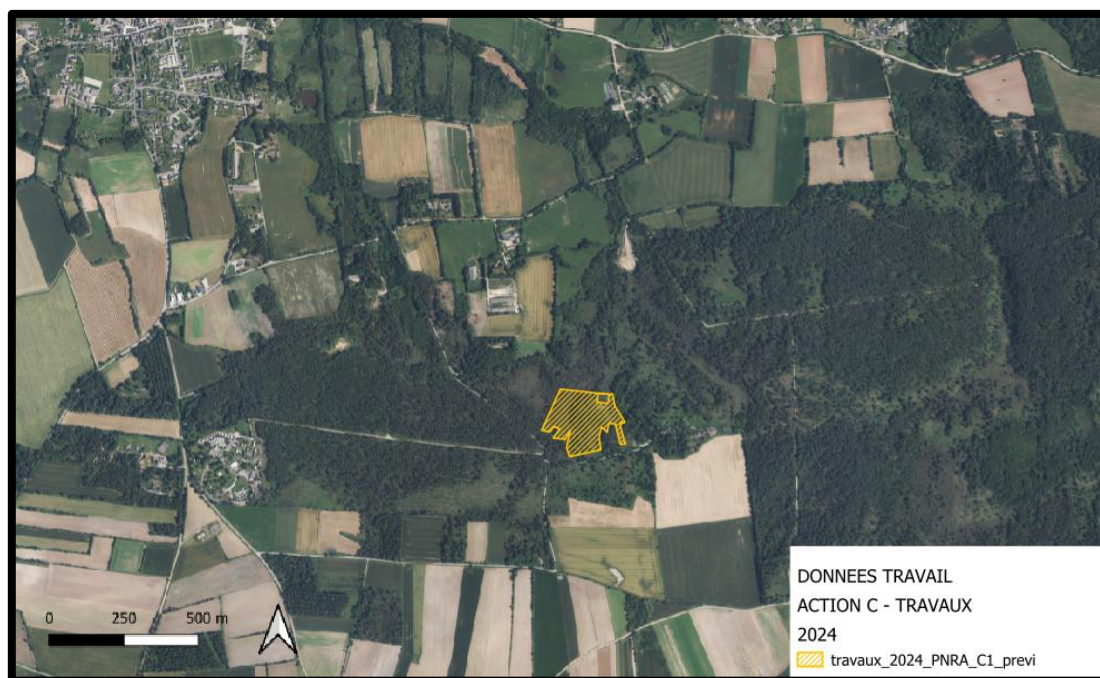 0 250 500 m
DONNEES TRAVAIL
ACTION C - TRAVAUX
2024
travaux_2024_PNRA_C1_previ